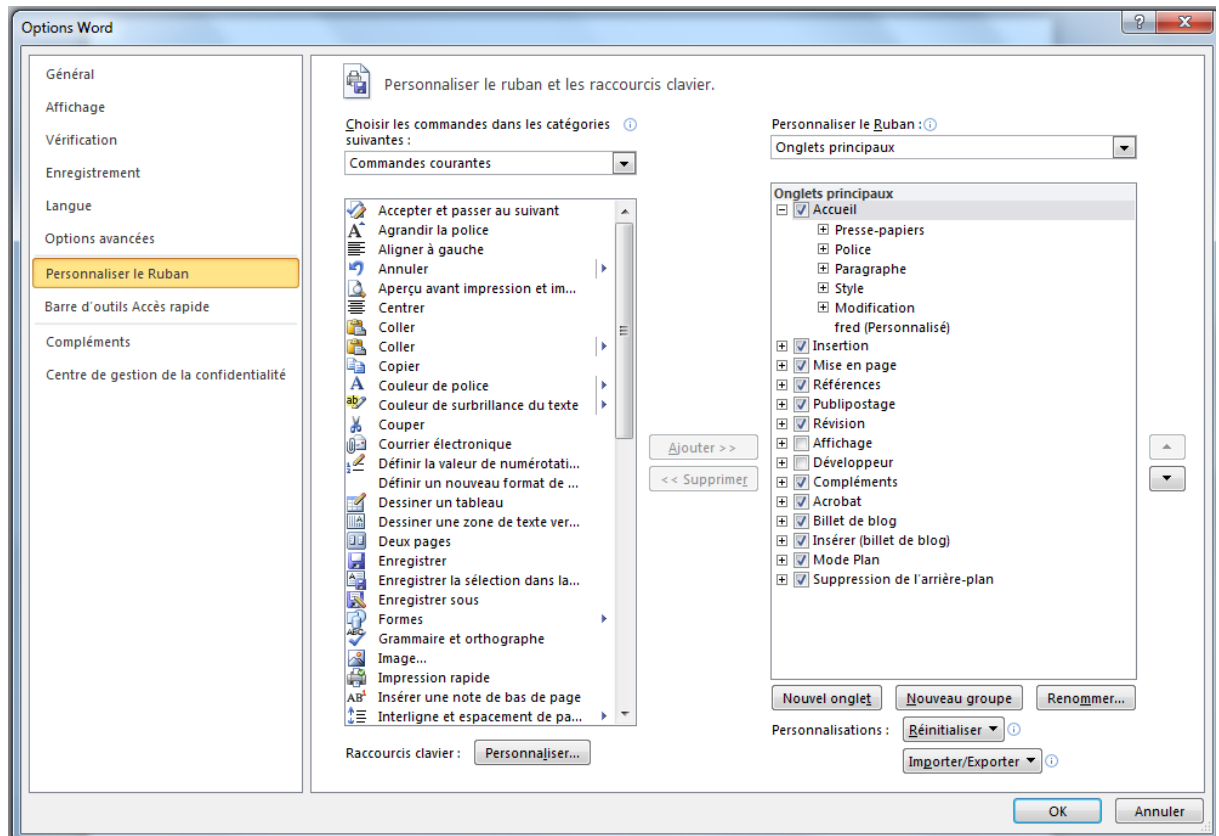 Options Word
Général
Affichage
Vérification
Enregistrement
Langue
Options avancées
Personnaliser le Ruban
Barre d'outils Accès rapide
Compléments
Centre de gestion de la confidentialité
Personnaliser le ruban et les raccourcis clavier.
Choisir les commandes dans les catégories
suivantes :
Commandes courantes
Accepter et passer au suivant
Agrandir la police
Aligner à gauche
Annuler
Aperçu avant impression et im...
Centrer
Coller
Coller
Copier
Couleur de police
Couleur de surbrillance du texte
Couper
Courrier électronique
Définir la valeur de numérotati...
Définir un nouveau format de ...
Dessiner un tableau
Dessiner une zone de texte ver...
Deux pages
Enregistrer
Enregistrer la sélection dans la...
Enregistrer sous
Formes
Grammaire et orthographe
Image...
Impression rapide
Insérer une note de bas de page
Interligne et espacement de pa...
Raccourcis clavier :
Personnaliser...
Ajouter >>
<< Supprimer
Personnaliser le Ruban :
Onglets principaux
Onglets principaux
Accueil
Presse-papiers
Police
Paragraphe
Style
Modification
fred (Personnalisé)
Insertion
Mise en page
Références
Publipostage
Révision
Affichage
Développeur
Compléments
Acrobat
Billet de blog
Insérer (billet de blog)
Mode Plan
Suppression de l'arrière-plan
Nouvel onglet
Nouveau groupe
Renommer...
Personnalisations :
Réinitialiser
Importer/Exporter
OK
Annuler